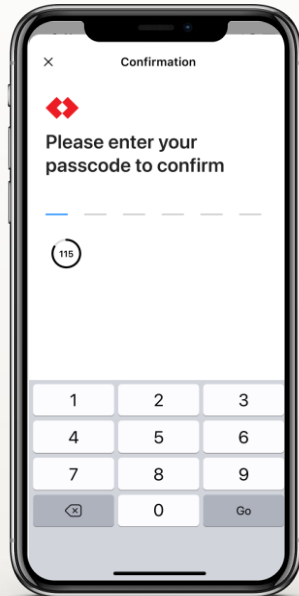 Confirmation
Please enter your
passcode to confirm
115
1 2 3
4 5 6
7 8 9
0 Go